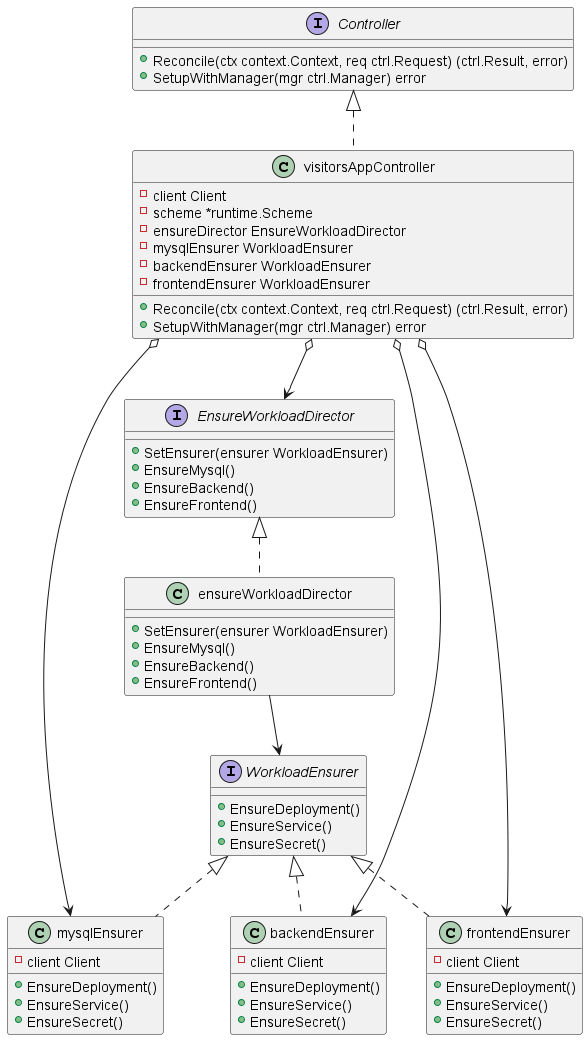 I Controller
Reconcile(ctx context.Context, req ctrl.Request) (ctrl.Result, error)
SetupWithManager(mgr ctrl.Manager) error
C visitorsAppController
client Client
scheme *runtime.Scheme
ensureDirector EnsureWorkloadDirector
mysqlEnsurer WorkloadEnsurer
backendEnsurer WorkloadEnsurer
frontendEnsurer WorkloadEnsurer
Reconcile(ctx context.Context, req ctrl.Request) (ctrl.Result, error)
SetupWithManager(mgr ctrl.Manager) error
I EnsureWorkloadDirector
SetEnsurer(ensurer WorkloadEnsurer)
EnsureMysql()
EnsureBackend()
EnsureFrontend()
C ensureWorkloadDirector
SetEnsurer(ensurer WorkloadEnsurer)
EnsureMysql()
EnsureBackend()
EnsureFrontend()
I WorkloadEnsurer
EnsureDeployment()
EnsureService()
EnsureSecret()
C mysqlEnsurer
client Client
EnsureDeployment()
EnsureService()
EnsureSecret()
C backendEnsurer
client Client
EnsureDeployment()
EnsureService()
EnsureSecret()
C frontendEnsurer
client Client
EnsureDeployment()
EnsureService()
EnsureSecret()